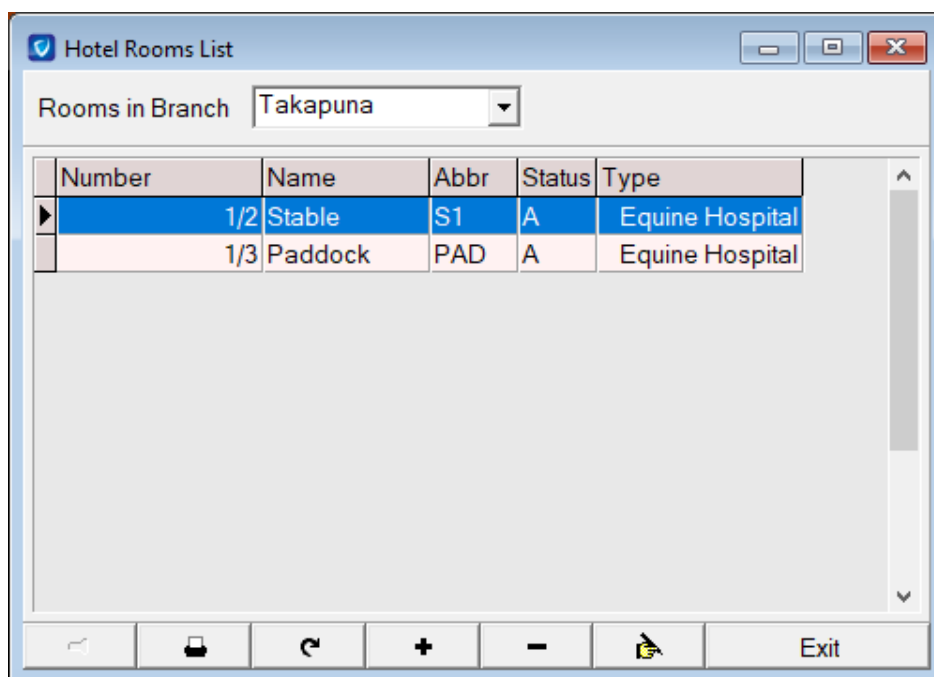 Hotel Rooms List
Rooms in Branch Takapuna
Number Name Abbr Status Type
1/2 Stable S1 A Equine Hospital
1/3 Paddock PAD A Equine Hospital
Exit